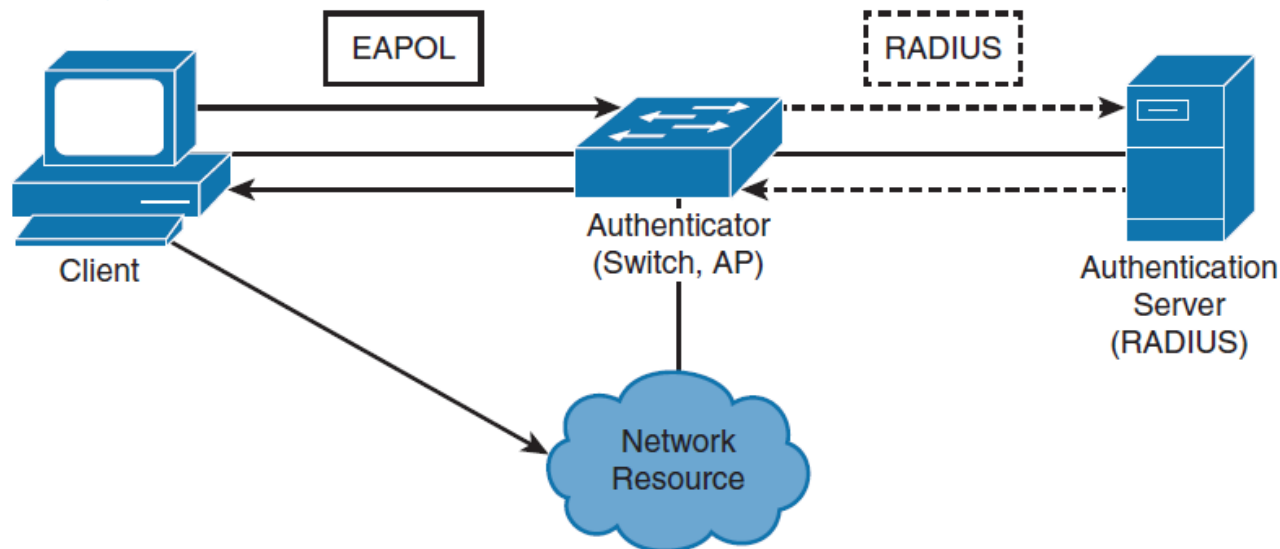 EAPOL
RADIUS
Client
Authenticator
(Switch, AP)
Authentication
Server
(RADIUS)
Network
Resource